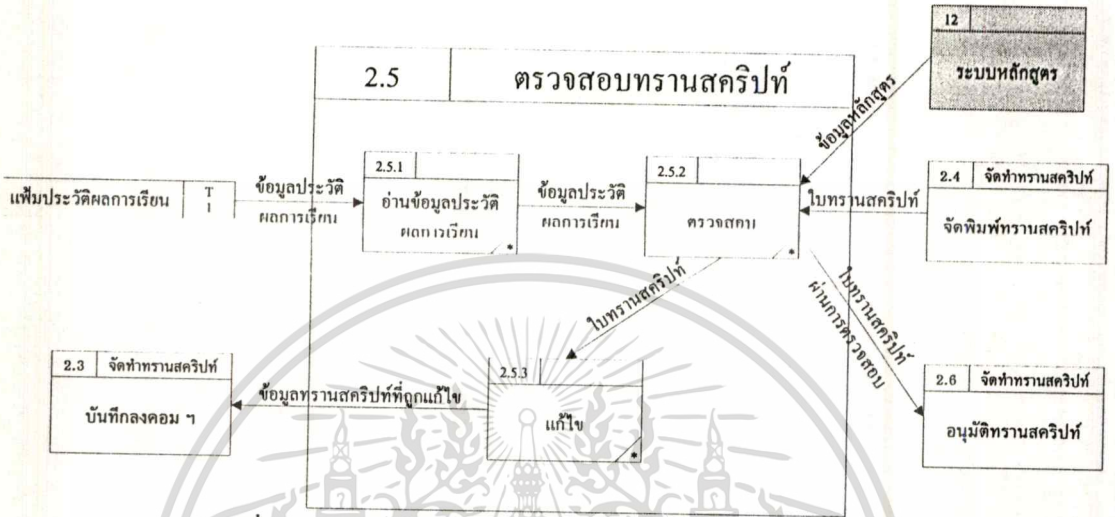 12
ระบบหลักสูตร
2.5 ตรวจสอบทรานสคริปท์
ข้อมูลหลักสูตร
แฟ้มประวัติผลการเรียน T 1
ข้อมูลประวัติ
ผลการเรียน
2.5.1
อ่านข้อมูลประวัติ
ผลการเรียน
*
ข้อมูลประวัติ
ผลการเรียน
2.5.2
ตรวจสอบ
*
ใบทรานสคริปท์
2.4 จัดทำทรานสคริปท์
จัดพิมพ์ทรานสคริปท์
ใบทรานสคริปท์
ใบทรานสคริปท์
ผ่านการตรวจสอบ
2.3 จัดทำทรานสคริปท์
บันทึกลงคอม ฯ
ข้อมูลทรานสคริปท์ที่ถูกแก้ไข
2.5.3
แก้ไข
*
2.6 จัดทำทรานสคริปท์
อนุมัติทรานสคริปท์